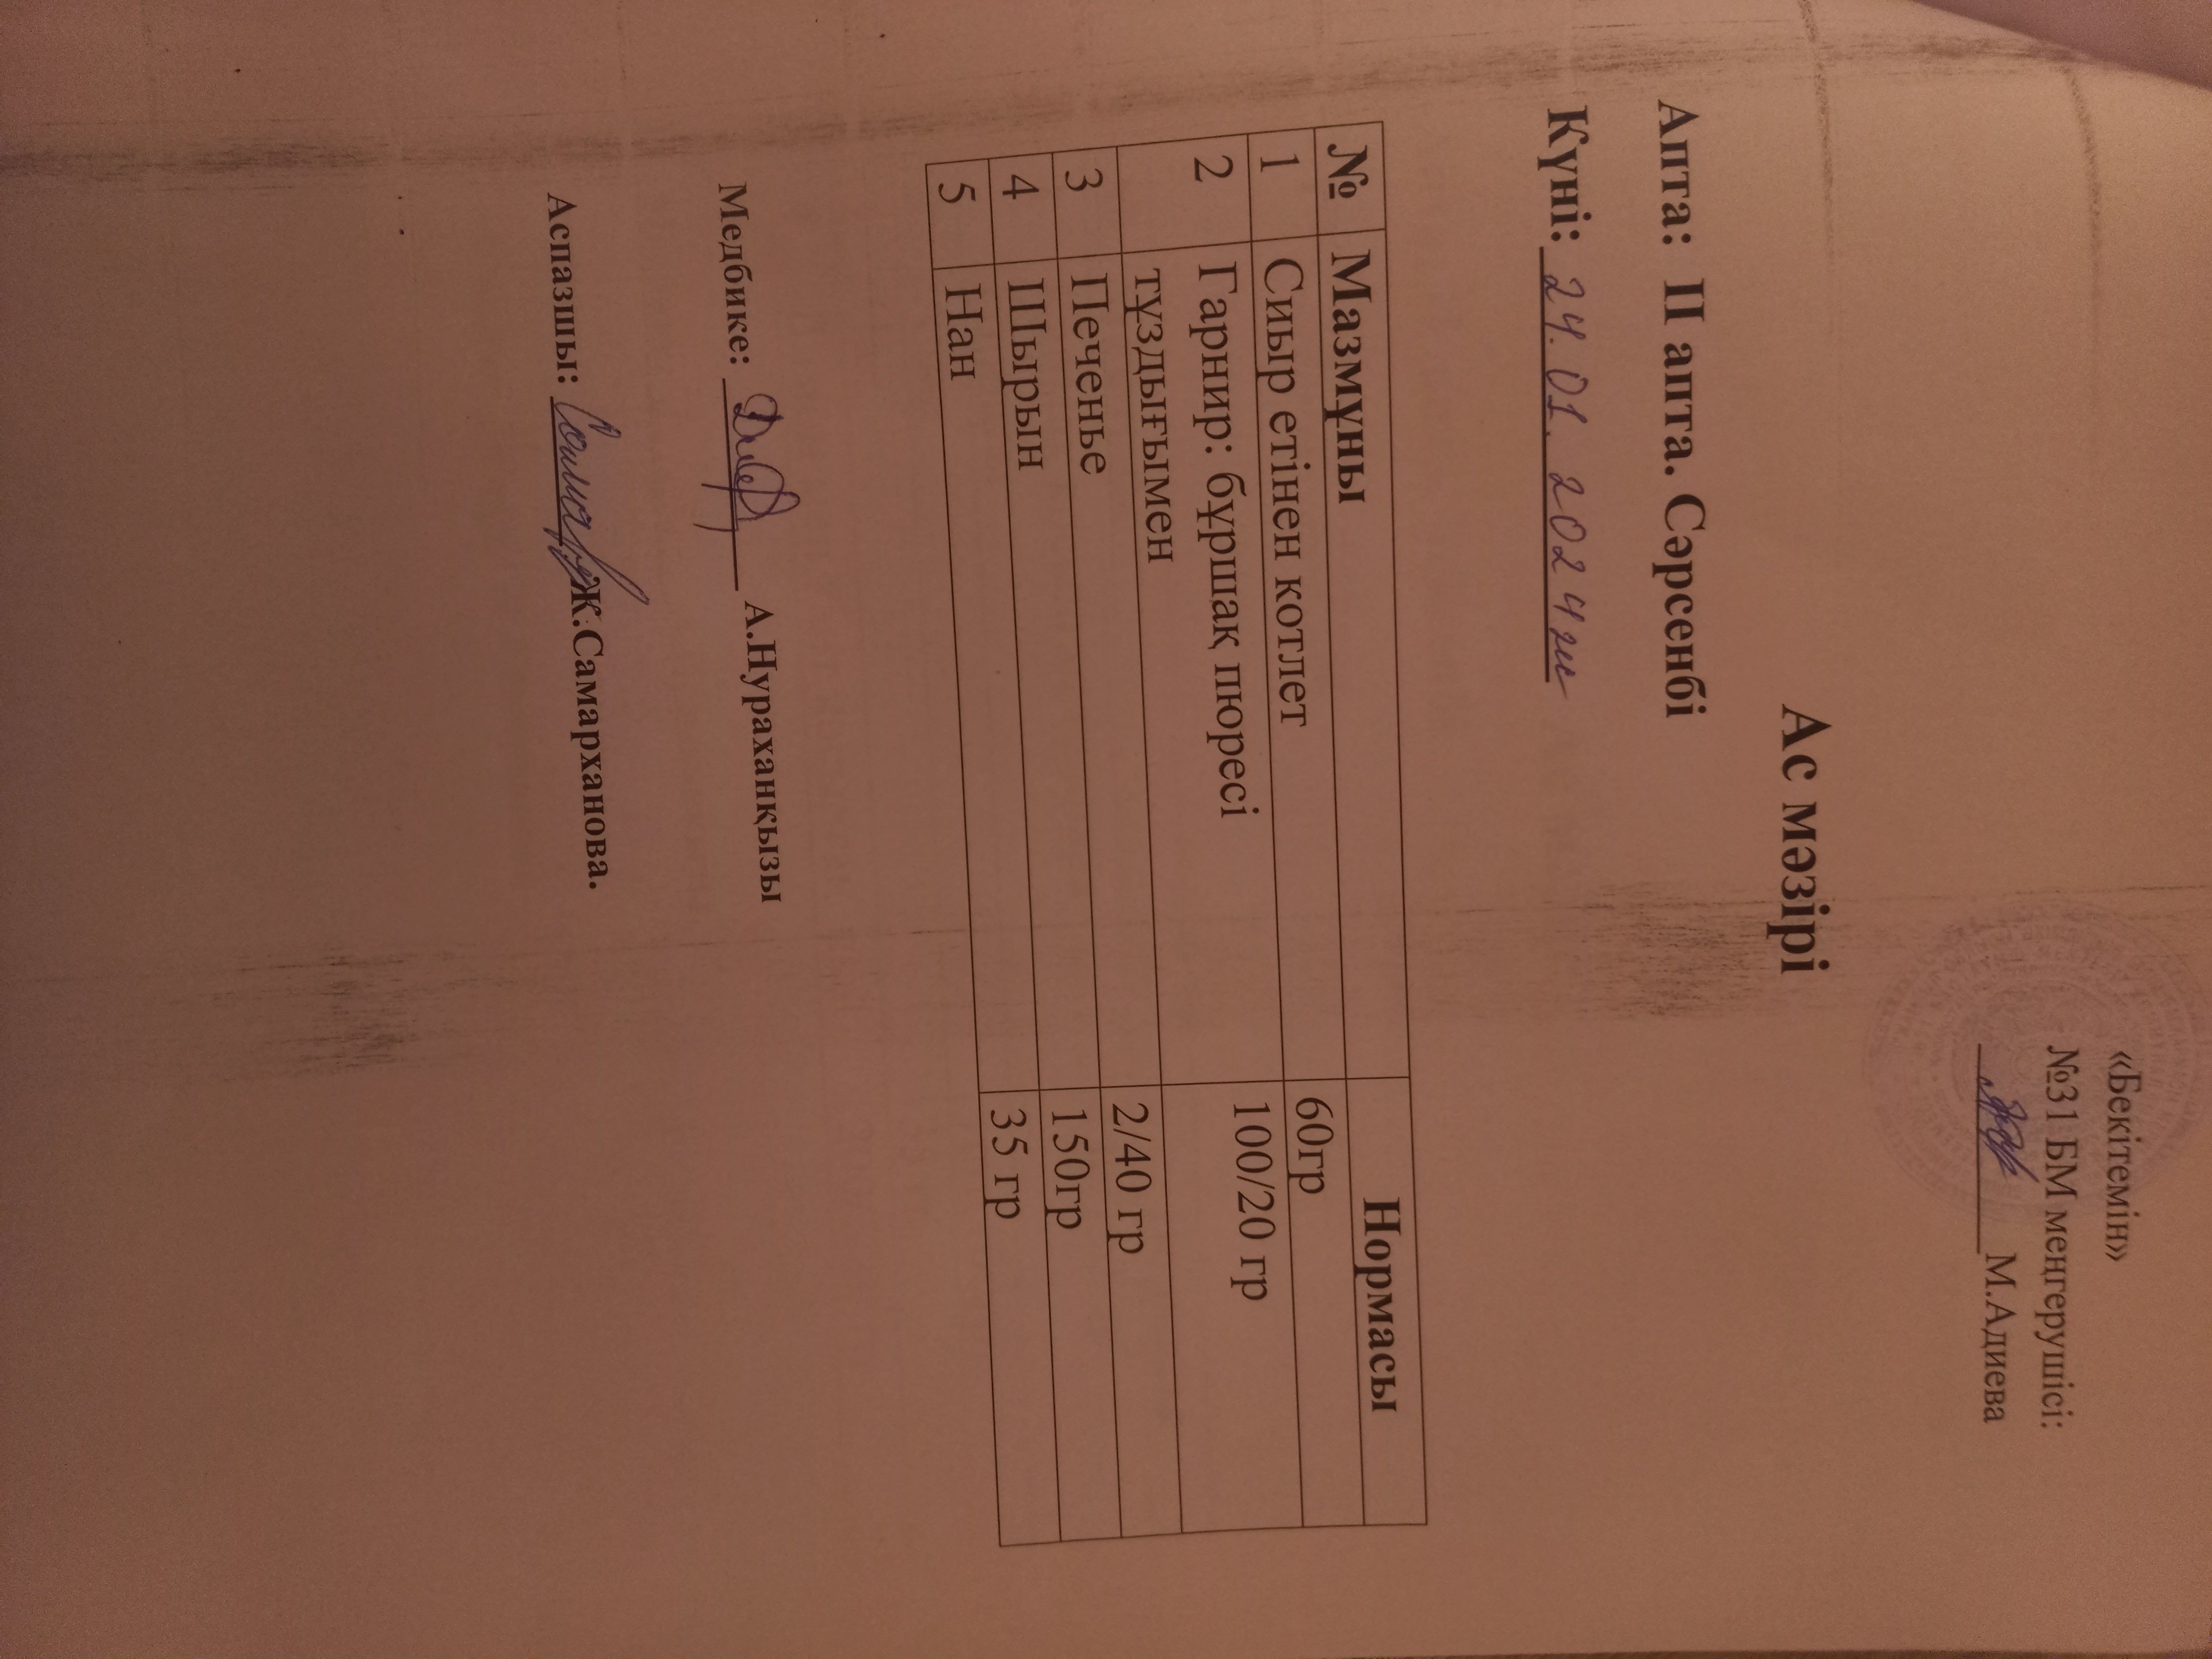 «Бекітемін»
№31 БМ меңгерушісі:
М.Адиева
Ас мәзірі
Апта: ІІ апта. Сәрсенбі
Күні: 24.01.2024ж
№ Мазмұны Нормасы
1 Сиыр етінен котлет 60гр
2 Гарнир: бұршақ пюресі 100/20 гр
тұздығымен
3 Печенье 2/40 гр
4 Шырын 150гр
5 Нан 35 гр
Медбике: А.Нураханқызы
Аспазшы: Ж.Самарханова.